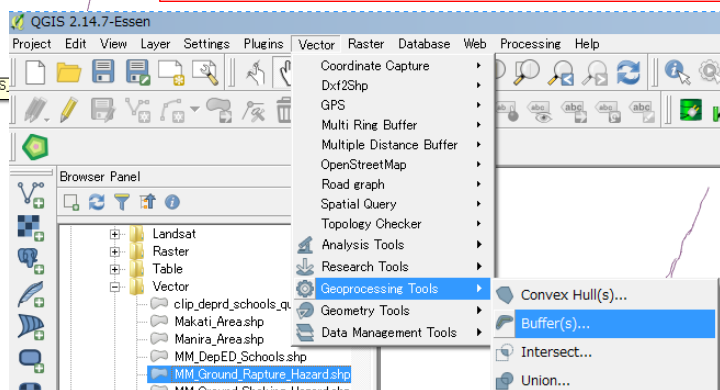 QGIS 2.14.7-Essen
Project Edit View Layer Settings Plugins Vector Raster Database Web Processing Help
Coordinate Capture
Dxf2Shp
GPS
Multi Ring Buffer
Multiple Distance Buffer
OpenStreetMap
Road graph
Spatial Query
Topology Checker
Analysis Tools
Research Tools
Geoprocessing Tools
Geometry Tools
Data Management Tools
Convex Hull(s)...
Buffer(s)...
Intersect...
Union...
Browser Panel
Landsat
Raster
Table
Vector
clip_deprd_schools_qu
Makati_Area.shp
Manira_Area.shp
MM_DepED_Schools.shp
MM_Ground_Rapture_Hazard.shp